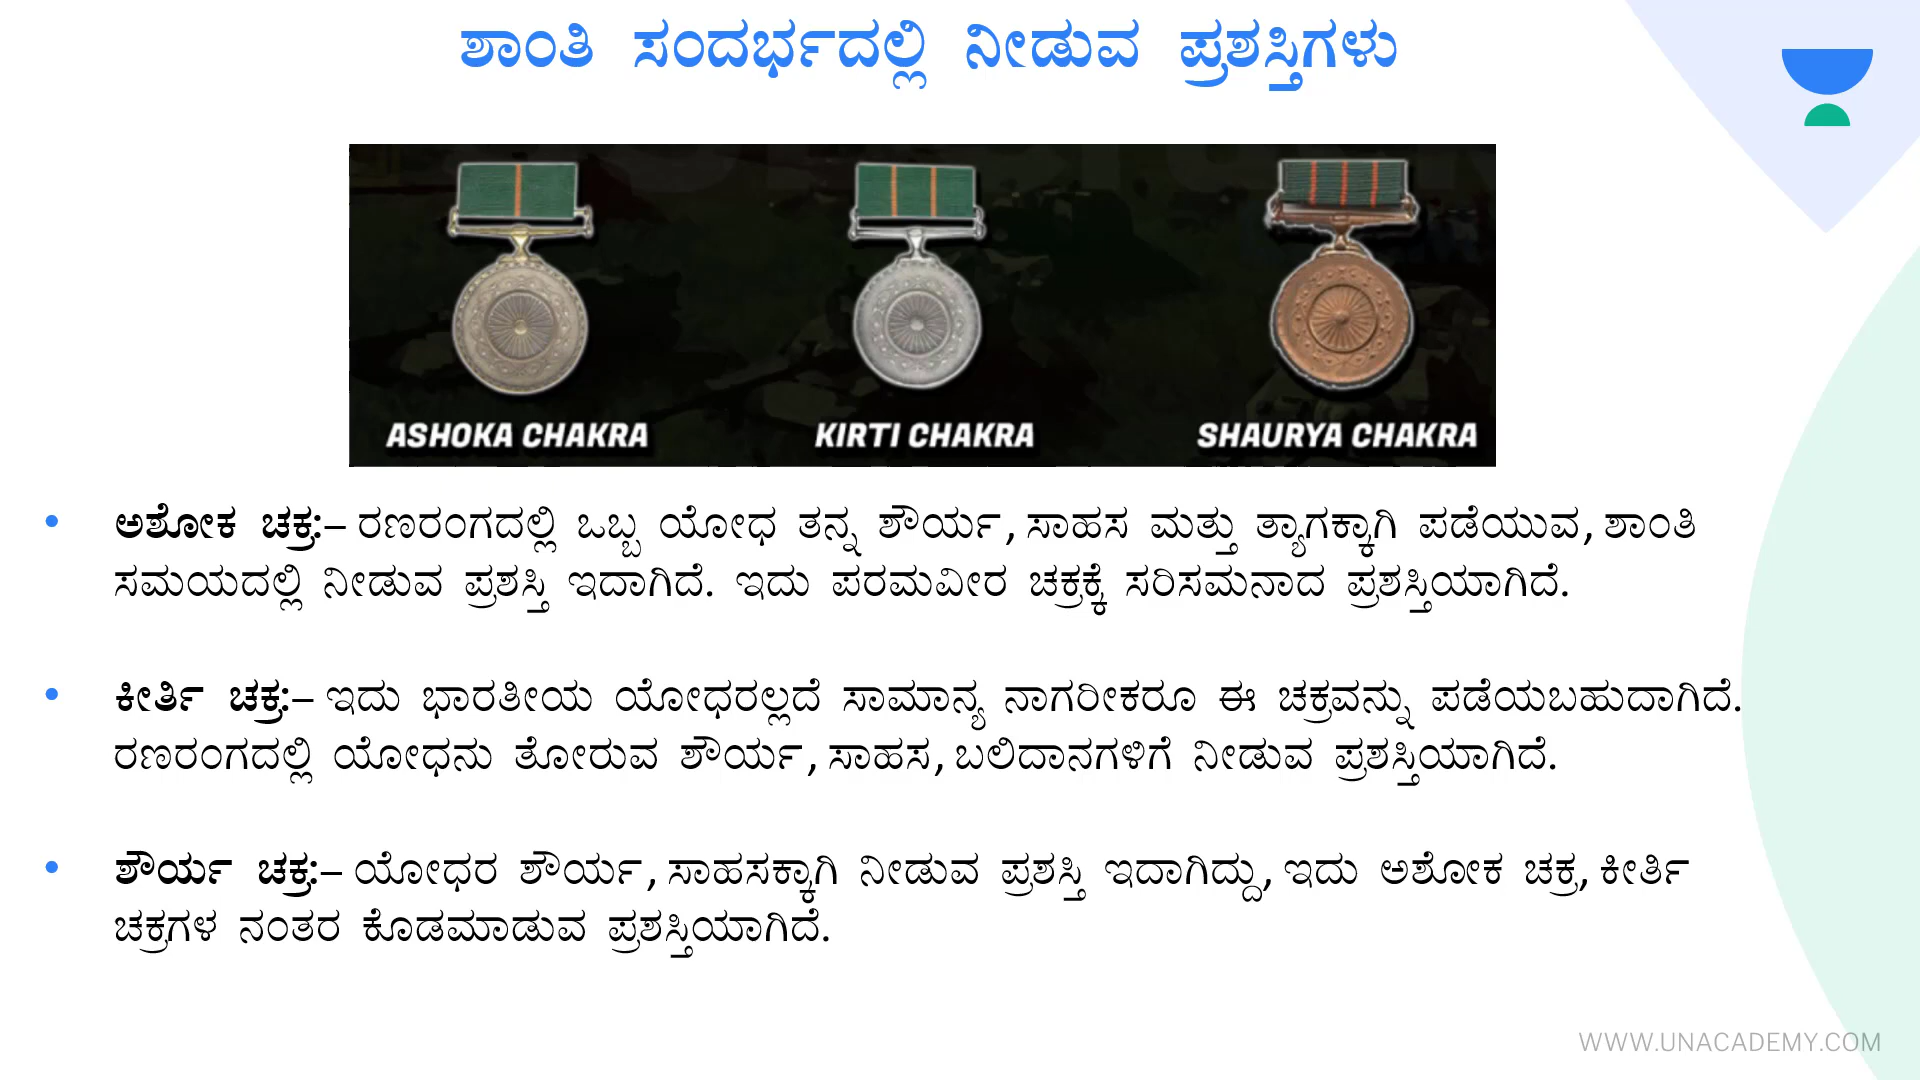 ಶಾಂತಿ ಸಂದರ್ಭದಲ್ಲಿ ನೀಡುವ ಪ್ರಶಸ್ತಿಗಳು
ASHOKA CHAKRA
KIRTI CHAKRA
SHAURYA CHAKRA
• ಅಶೋಕ ಚಕ್ರ:– ರಣರಂಗದಲ್ಲಿ ಒಬ್ಬ ಯೋಧ ತನ್ನ ಶೌರ್ಯ, ಸಾಹಸ ಮತ್ತು ತ್ಯಾಗಕ್ಕಾಗಿ ಪಡೆಯುವ, ಶಾಂತಿ
ಸಮಯದಲ್ಲಿ ನೀಡುವ ಪ್ರಶಸ್ತಿ ಇದಾಗಿದೆ. ಇದು ಪರಮವೀರ ಚಕ್ರಕ್ಕೆ ಸರಿಸಮನಾದ ಪ್ರಶಸ್ತಿಯಾಗಿದೆ.
• ಕೀರ್ತಿ ಚಕ್ರ:– ಇದು ಭಾರತೀಯ ಯೋಧರಲ್ಲದೆ ಸಾಮಾನ್ಯ ನಾಗರೀಕರೂ ಈ ಚಕ್ರವನ್ನು ಪಡೆಯಬಹುದಾಗಿದೆ.
ರಣರಂಗದಲ್ಲಿ ಯೋಧನು ತೋರುವ ಶೌರ್ಯ, ಸಾಹಸ, ಬಲಿದಾನಗಳಿಗೆ ನೀಡುವ ಪ್ರಶಸ್ತಿಯಾಗಿದೆ.
• ಶೌರ್ಯ ಚಕ್ರ:– ಯೋಧರ ಶೌರ್ಯ, ಸಾಹಸಕ್ಕಾಗಿ ನೀಡುವ ಪ್ರಶಸ್ತಿ ಇದಾಗಿದ್ದು, ಇದು ಅಶೋಕ ಚಕ್ರ, ಕೀರ್ತಿ
ಚಕ್ರಗಳ ನಂತರ ಕೊಡಮಾಡುವ ಪ್ರಶಸ್ತಿಯಾಗಿದೆ.
WWW.UNACADEMY.COM